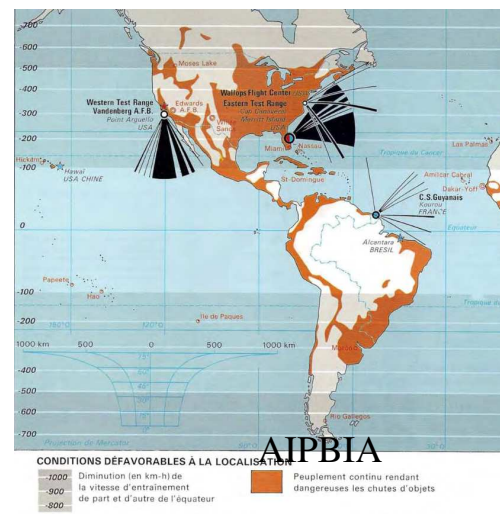 -700
-600
Moses Lake
-500
Wallops Flight Center
-400
Western Test Range
Edwards
Eastern Test Range
Vandenberg A.F.B.
A.F.B.
Point Arguello
-300
USA
Las Palmas
-200
Miami
Nassau
Tropique du Cancer
Hawaï
USA CHINE
St-Domingue
Amilcar Cabral
Dakar-Yoff
-100
C.S.Guyanais
Kourou
FRANCE
0
Equateur
Alcantara
BRESIL
Papeete
Hao
-100
Tropique du
180°O
120°O
Ile de Paques
-200
1000 km
500
0
500
1000 km
-300
-400
-500
-600
Rio Gallegos
-700
Projection de Mercator
AIPBIA
CONDITIONS DÉFAVORABLES À LA LOCALISATION
-1000
Diminution (en km-h) de
-900
la vitesse d'entraînement
-800
de part et d'autre de l'équateur
Peuplement continu rendant
dangereuses les chutes d'objets